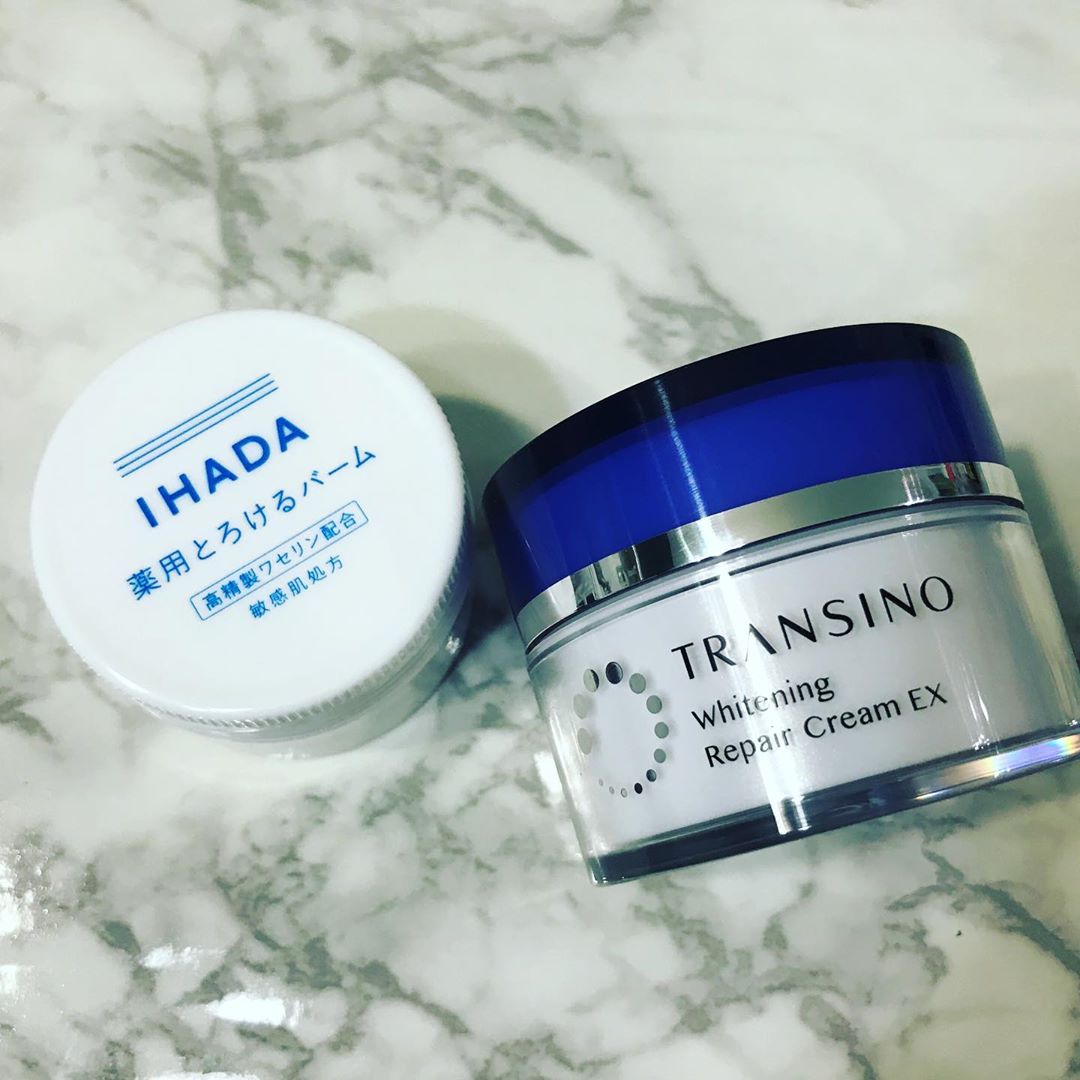 IHADA
薬用とろけるバーム
高精製ワセリン配合
敏感肌処方
TRANSINO
Whitening
Repair Cream EX